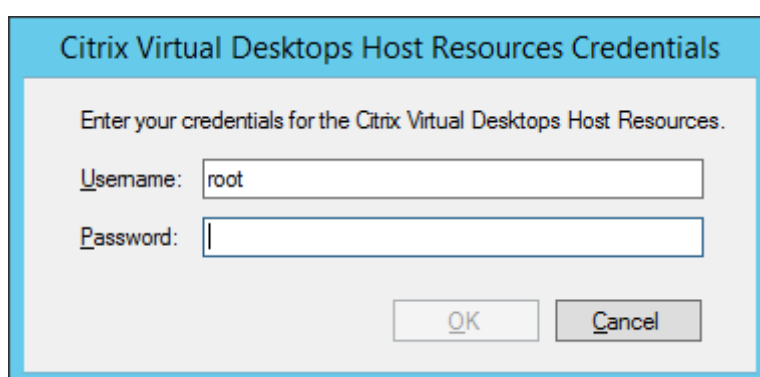 Citrix Virtual Desktops Host Resources Credentials
Enter your credentials for the Citrix Virtual Desktops Host Resources.
Username: root
Password:
OK Cancel